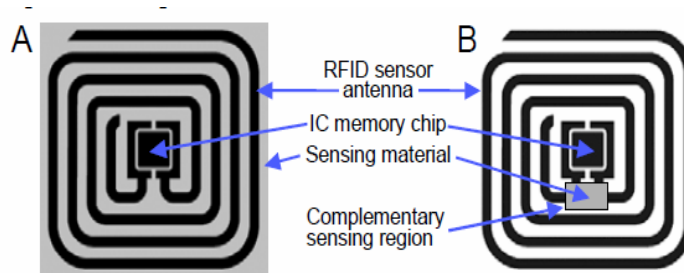 A
B
RFID sensor
antenna
IC memory chip
Sensing material
Complementary
sensing region